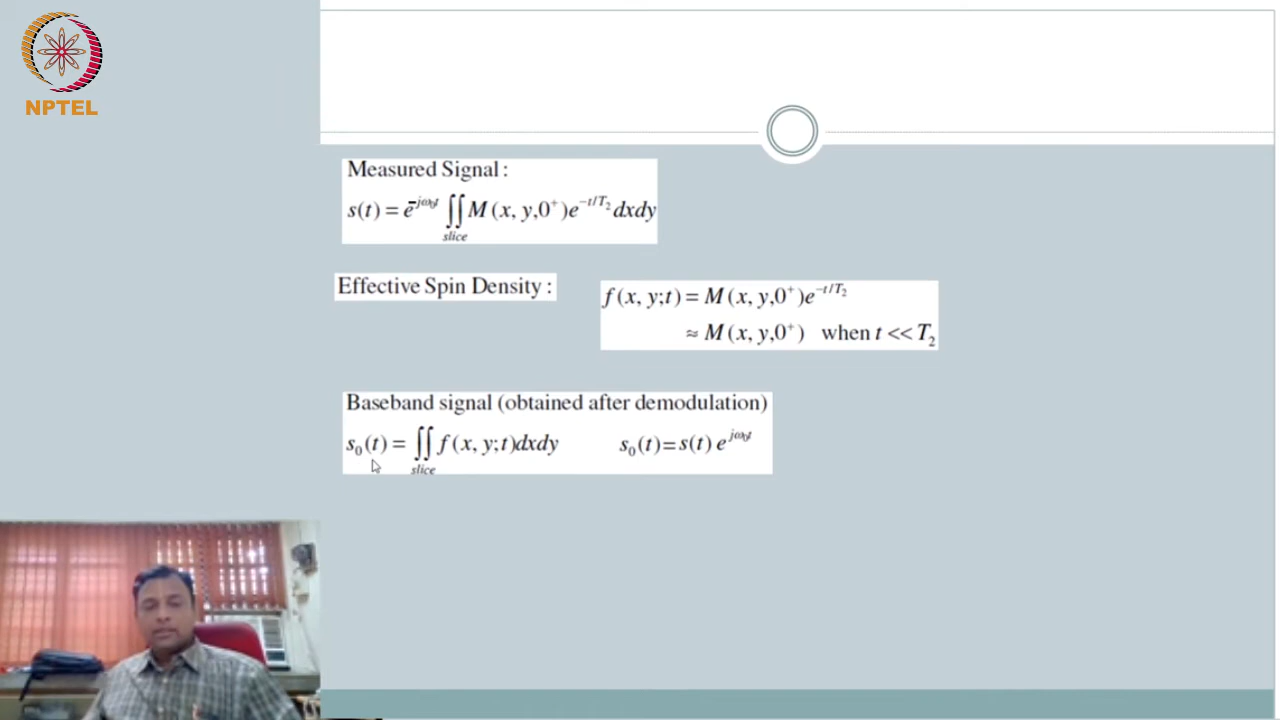 NPTEL
Measured Signal :
s(t) = e^{-jω₀t} ∬_{slice} M (x, y,0⁺)e^{-t/T₂} dxdy
Effective Spin Density :
f (x, y;t) = M (x, y,0⁺)e^{-t/T₂}
≈ M (x, y,0⁺) when t << T₂
Baseband signal (obtained after demodulation)
s₀(t) = ∬_{slice} f (x, y;t)dxdy s₀(t)=s(t) e^{jω₀t}